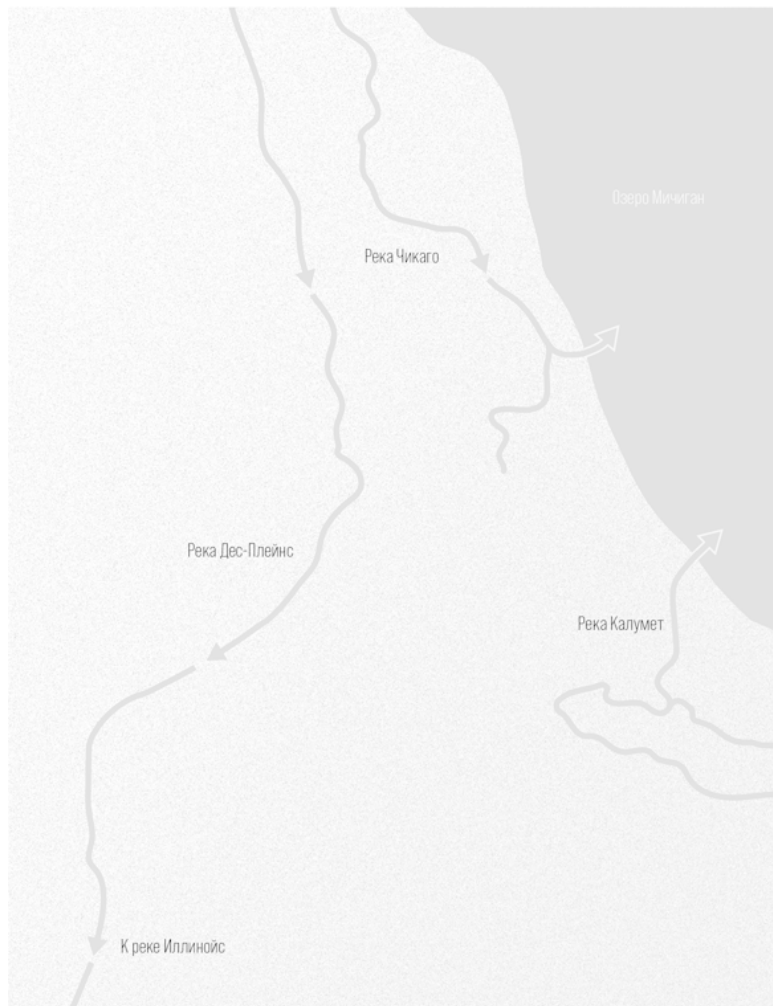 Озеро Мичиган
Река Чикаго
Река Дес-Плейнс
Река Калумет
К реке Иллинойс